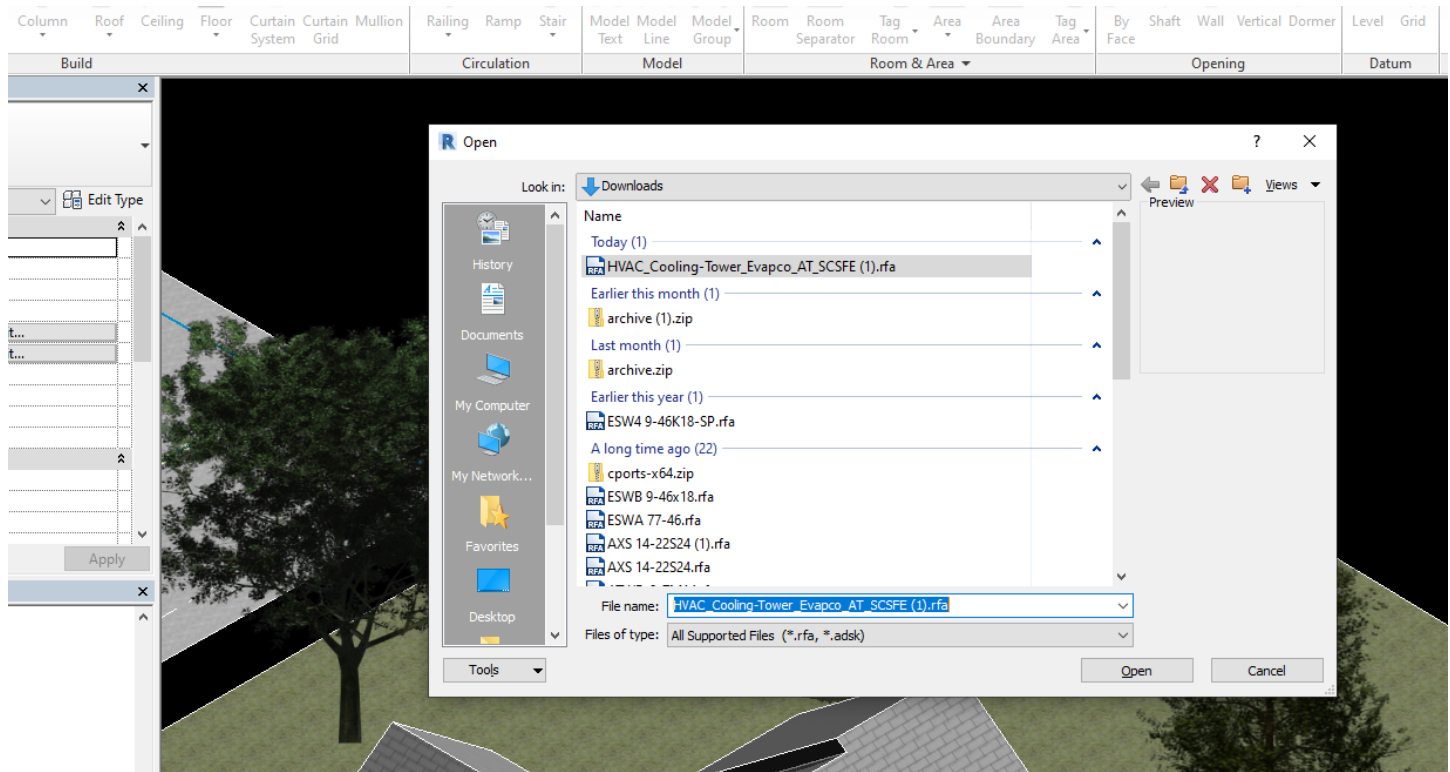 Column Roof Ceiling Floor Curtain Curtain Mullion Railing Ramp Stair Model Model Model Room Room Tag Area Area Tag By Shaft Wall Vertical Dormer Level Grid
System Grid Text Line Group Separator Room Boundary Area Face
Build Circulation Model Room & Area Opening Datum
Edit Type
t...
t...
Apply
Open
Look in: Downloads Views
Preview
Name
Today (1)
HVAC_Cooling-Tower_Evapco_AT_SCSFE (1).rfa
Earlier this month (1)
archive (1).zip
Last month (1)
archive.zip
Earlier this year (1)
ESW4 9-46K18-SP.rfa
A long time ago (22)
cports-x64.zip
ESWB 9-46x18.rfa
ESWA 77-46.rfa
AXS 14-22S24 (1).rfa
AXS 14-22S24.rfa
History
Documents
My Computer
My Network...
Favorites
Desktop
File name: HVAC_Cooling-Tower_Evapco_AT_SCSFE (1).rfa
Files of type: All Supported Files (*.rfa, *.adsk)
Tools Open Cancel